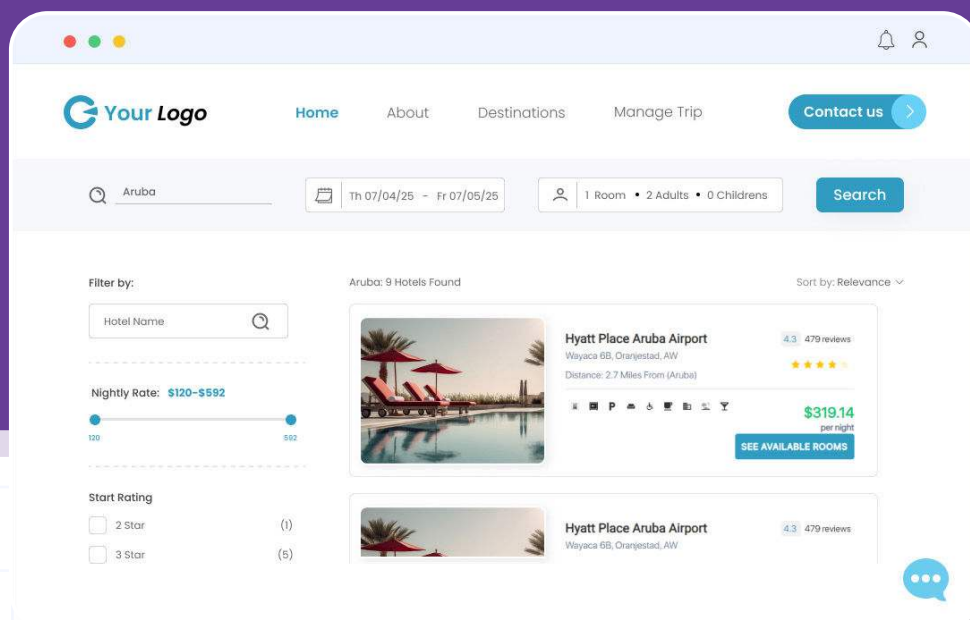 Your Logo
Home About Destinations Manage Trip Contact us
Aruba Th 07/04/25 - Fr 07/05/25 1 Room • 2 Adults • 0 Childrens Search
Filter by:
Hotel Name
Nightly Rate: $120-$592
120 592
Start Rating
2 Star (1)
3 Star (5)
Aruba: 9 Hotels Found Sort by: Relevance
Hyatt Place Aruba Airport 4.3 479 reviews
Wayaca 6B, Oranjestad, AW
Distance: 2.7 Miles From (Aruba)
P
$319.14
per night
SEE AVAILABLE ROOMS
Hyatt Place Aruba Airport 4.3 479 reviews
Wayaca 6B, Oranjestad, AW